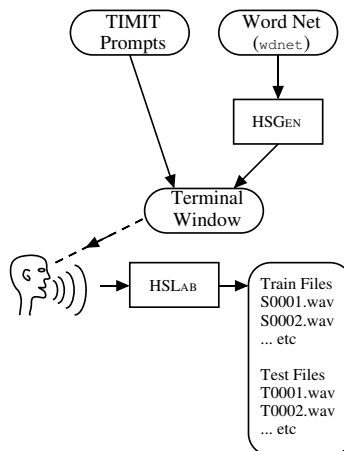 TIMIT
Prompts
Word Net
(wdnet)
HSGEN
Terminal
Window
HSLAB
Train Files
S0001.wav
S0002.wav
... etc
Test Files
T0001.wav
T0002.wav
... etc